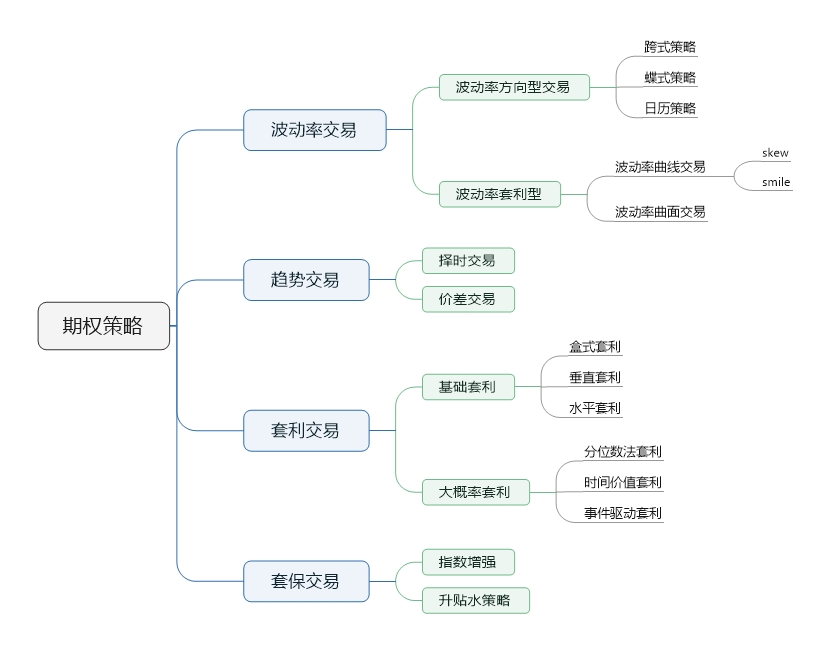 期权策略
波动率交易
波动率方向型交易
跨式策略
蝶式策略
日历策略
波动率套利型
波动率曲线交易
skew
smile
波动率曲面交易
趋势交易
择时交易
价差交易
套利交易
基础套利
盒式套利
垂直套利
水平套利
大概率套利
分位数法套利
时间价值套利
事件驱动套利
套保交易
指数增强
升贴水策略